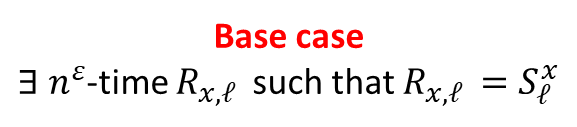 Base case
∃ n^ε-time R_{x,ℓ} such that R_{x,ℓ} = S_ℓ^x